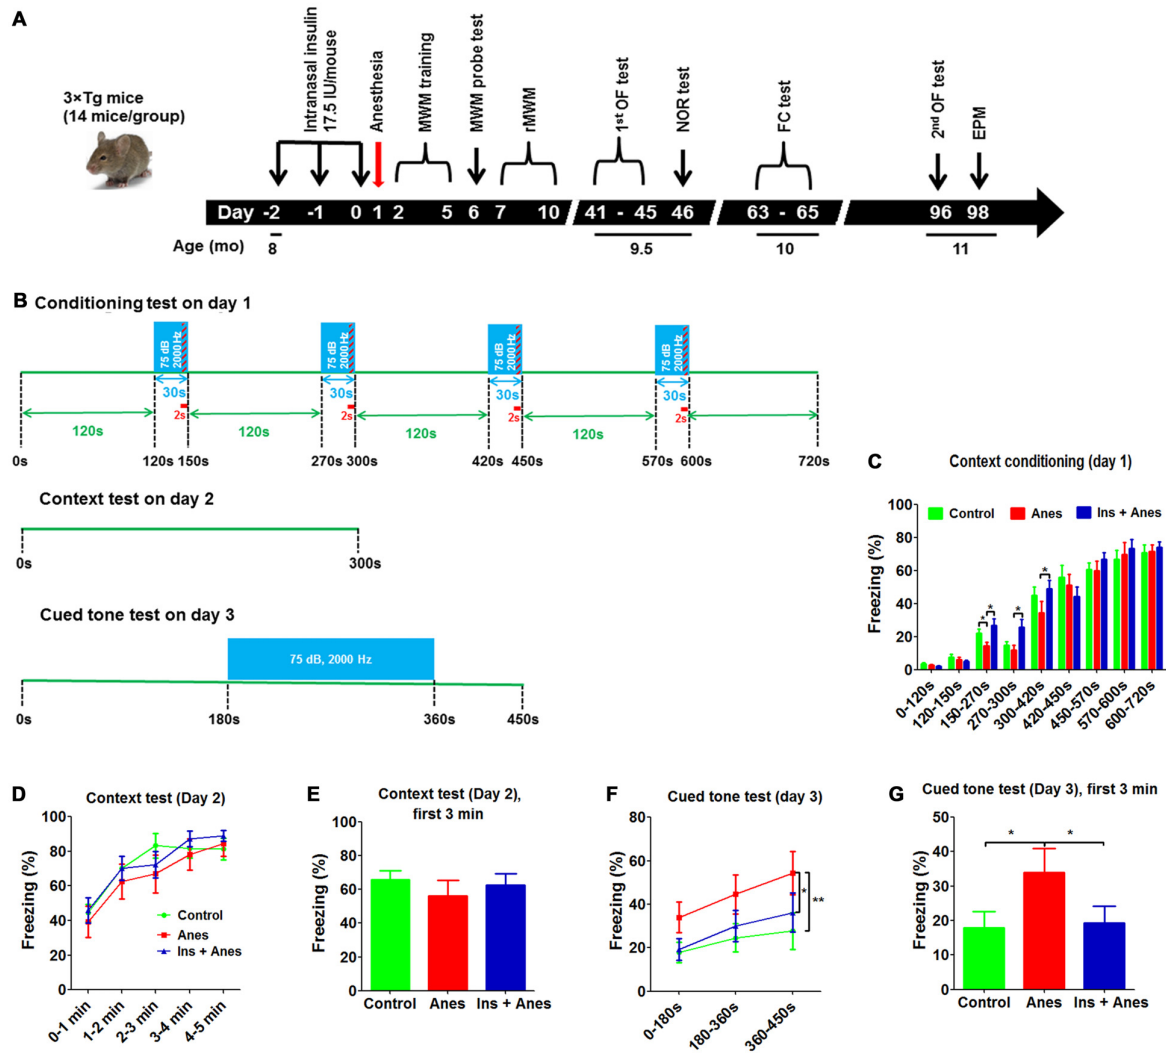 A
3×Tg mice
(14 mice/group)
Intranasal insulin
17.5 IU/mouse
Anesthesia
MWM training
MWM probe test
rMWM
1st OF test
NOR test
FC test
2nd OF test
EPM
Day -2 -1 0 1 2 5 6 7 10 41 - 45 46 63 - 65 96 98
Age (mo) 8 9.5 10 11
B
Conditioning test on day 1
75 dB
2000 Hz
75 dB
2000 Hz
75 dB
2000 Hz
75 dB
2000 Hz
30s 30s 30s 30s
2s 2s 2s 2s
120s 120s 120s 120s
0s 120s 150s 270s 300s 420s 450s 570s 600s 720s
Context test on day 2
0s 300s
Cued tone test on day 3
75 dB, 2000 Hz
0s 180s 360s 450s
C
Context conditioning (day 1)
Control Anes Ins + Anes
Freezing (%)
100
80
60
40
20
0
* * * *
0-120s
120-150s
150-270s
270-300s
300-420s
420-450s
450-570s
570-600s
600-720s
D
Context test (Day 2)
Freezing (%)
100
80
60
40
20
0
Control
Anes
Ins + Anes
0-1 min
1-2 min
2-3 min
3-4 min
4-5 min
E
Context test (Day 2),
first 3 min
Freezing (%)
100
80
60
40
20
0
Control Anes Ins + Anes
F
Cued tone test (day 3)
Freezing (%)
80
60
40
20
0
* **
0-180s
180-360s
360-450s
G
Cued tone test (Day 3), first 3 min
Freezing (%)
50
40
30
20
10
0
* *
Control Anes Ins + Anes